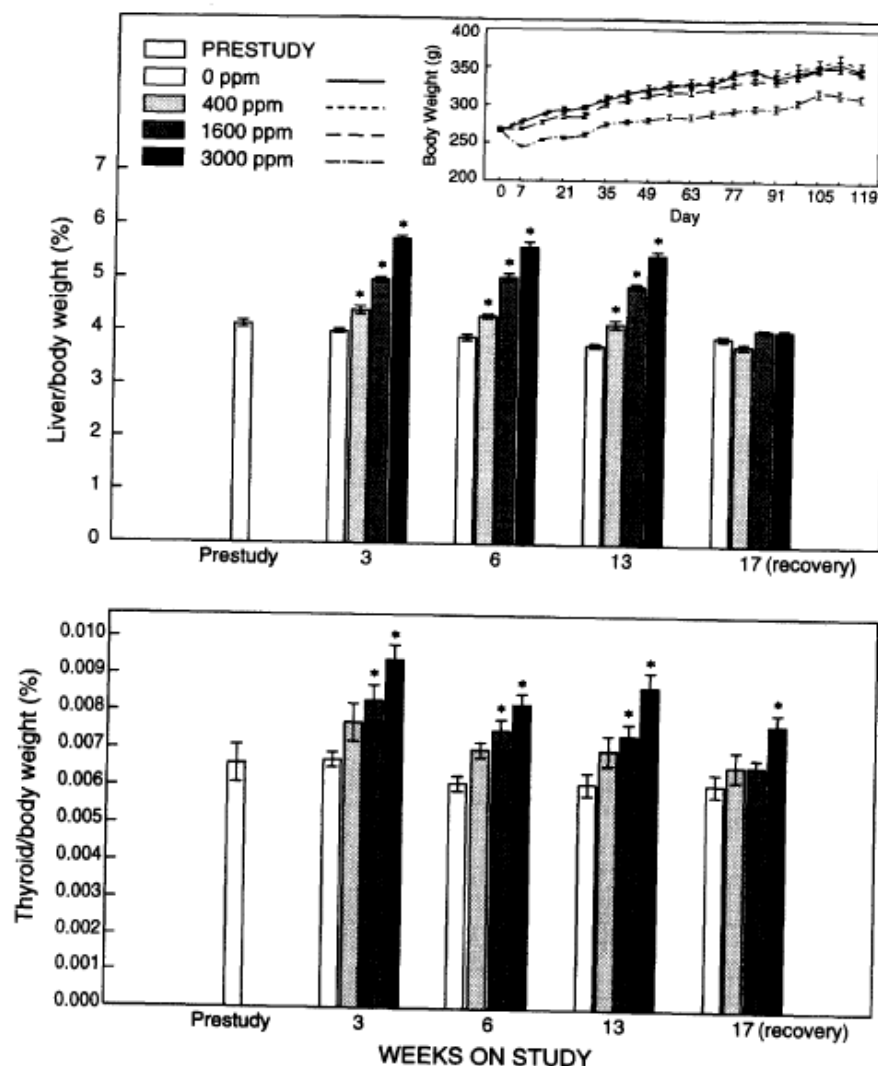 PRESTUDY
0 ppm
400 ppm
1600 ppm
3000 ppm
Body Weight (g)
400
350
300
250
200
0 7 21 35 49 63 77 91 105 119
Day
Liver/body weight (%)
7
6
5
4
3
2
1
0
* * * * * * * * *
Prestudy 3 6 13 17 (recovery)
Thyroid/body weight (%)
0.010
0.009
0.008
0.007
0.006
0.005
0.004
0.003
0.002
0.001
0.000
* * * * * * *
Prestudy 3 6 13 17 (recovery)
WEEKS ON STUDY